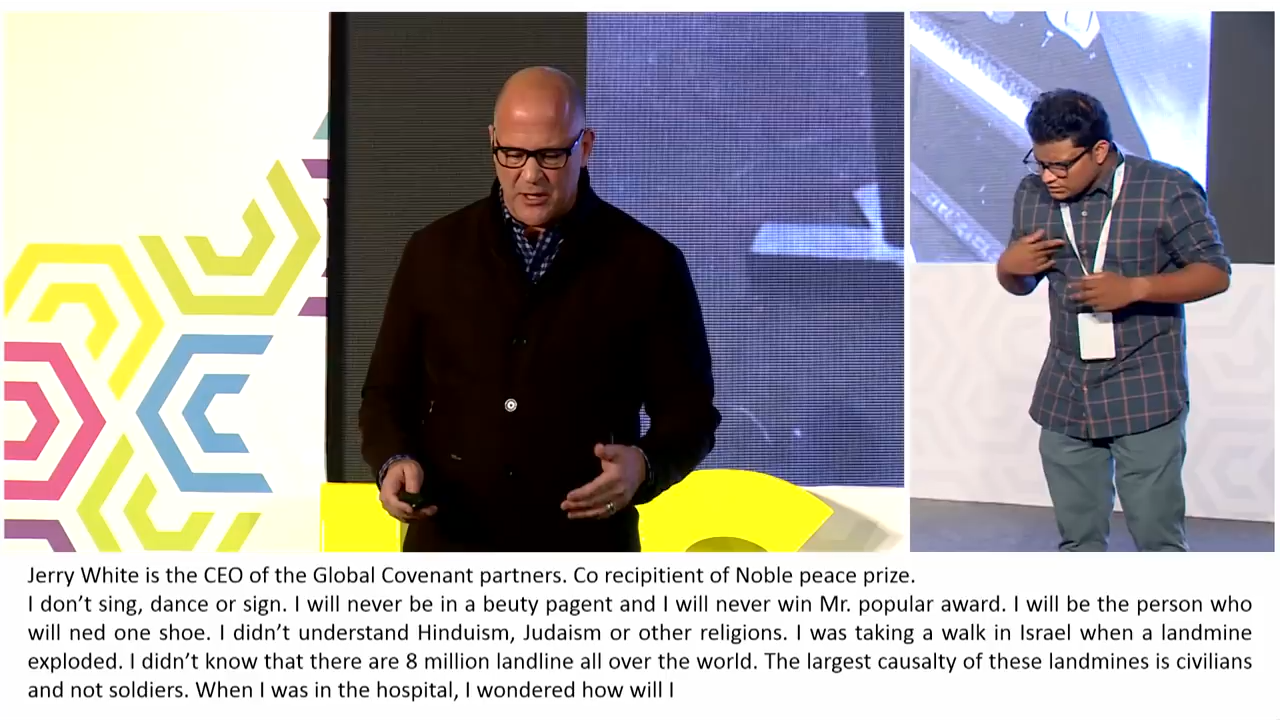 Jerry White is the CEO of the Global Covenant partners. Co recipitient of Noble peace prize.
I don’t sing, dance or sign. I will never be in a beuty pagent and I will never win Mr. popular award. I will be the person who
will ned one shoe. I didn’t understand Hinduism, Judaism or other religions. I was taking a walk in Israel when a landmine
exploded. I didn’t know that there are 8 million landline all over the world. The largest causalty of these landmines is civilians
and not soldiers. When I was in the hospital, I wondered how will I